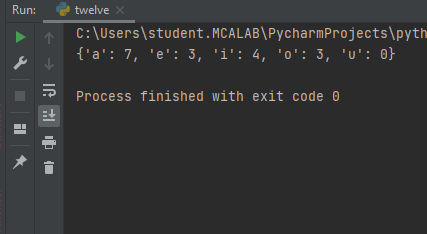 Run: twelve
C:\Users\student.MCALAB\PycharmProjects\pyth
{'a': 7, 'e': 3, 'i': 4, 'o': 3, 'u': 0}
Process finished with exit code 0